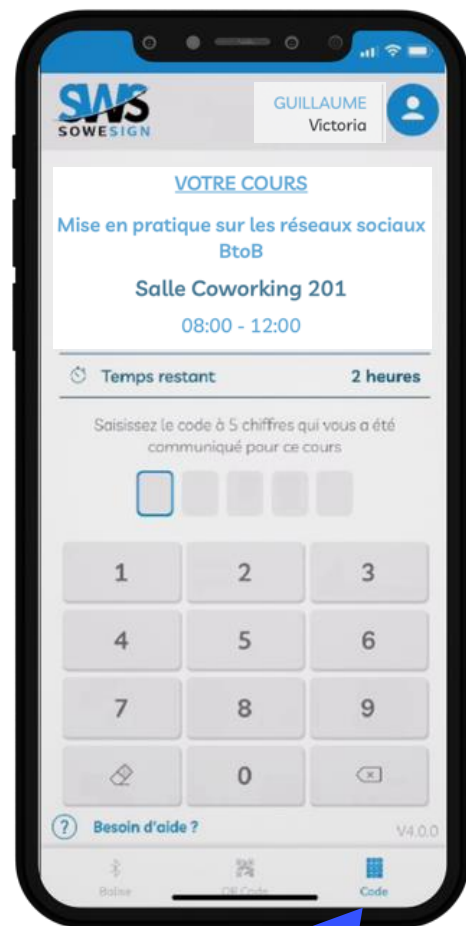 SWS
SOWESIGN
GUILLAUME
Victoria
VOTRE COURS
Mise en pratique sur les réseaux sociaux
BtoB
Salle Coworking 201
08:00 - 12:00
Temps restant 2 heures
Saisissez le code à 5 chiffres qui vous a été
communiqué pour ce cours
1 2 3
4 5 6
7 8 9
0
Besoin d'aide ? V4.0.0
Balise QR Code Code